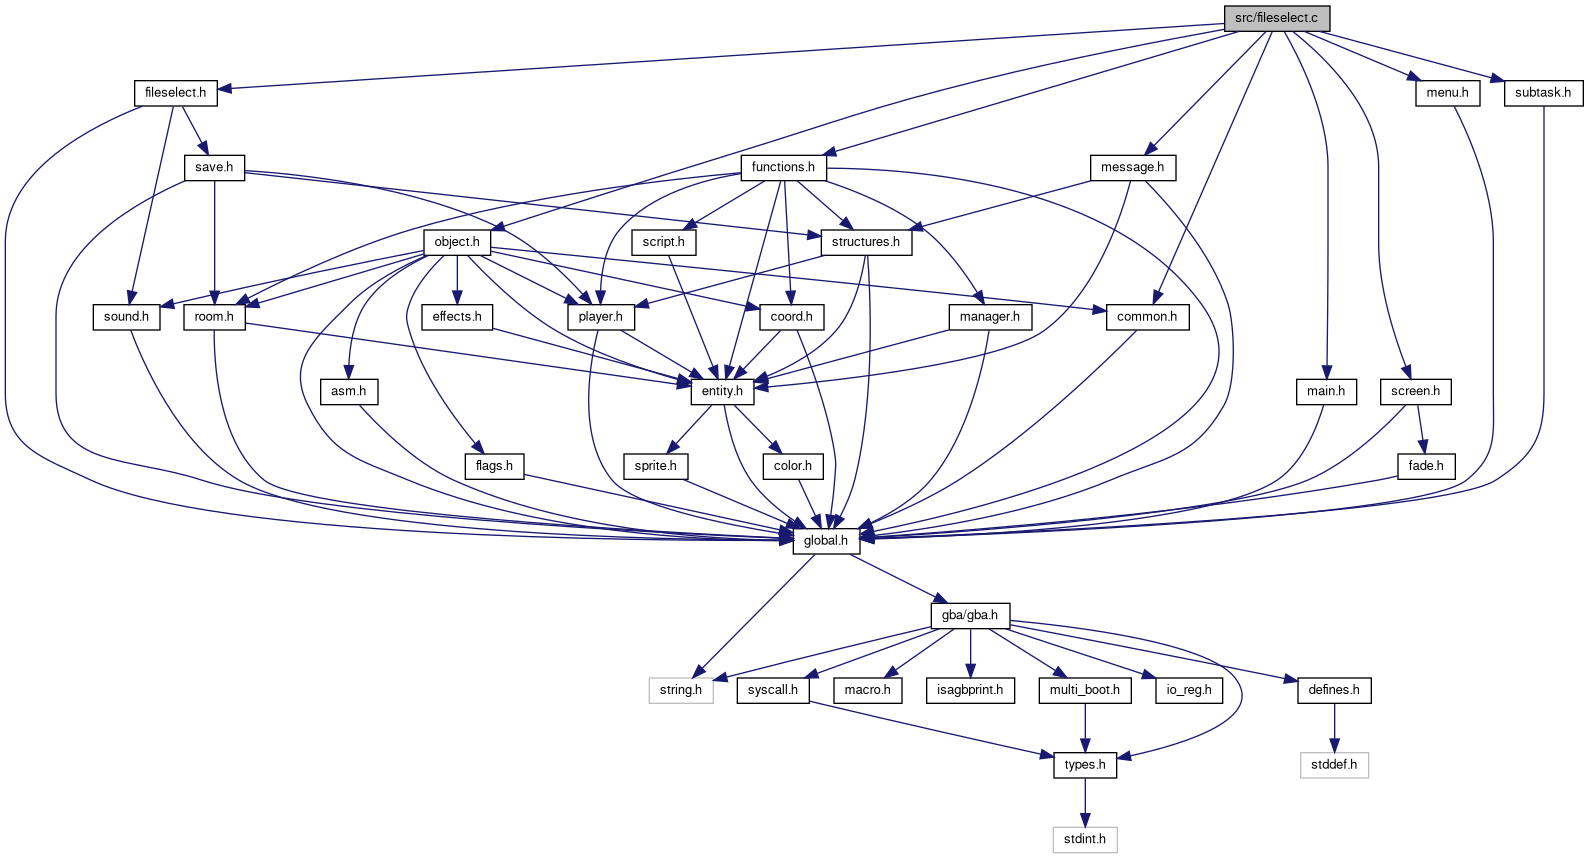 src/fileselect.c
fileselect.h
menu.h
subtask.h
save.h
functions.h
message.h
object.h
script.h
structures.h
sound.h
room.h
effects.h
player.h
coord.h
manager.h
common.h
asm.h
entity.h
main.h
screen.h
flags.h
sprite.h
color.h
fade.h
global.h
gba/gba.h
string.h
syscall.h
macro.h
isagbprint.h
multi_boot.h
io_reg.h
defines.h
types.h
stddef.h
stdint.h